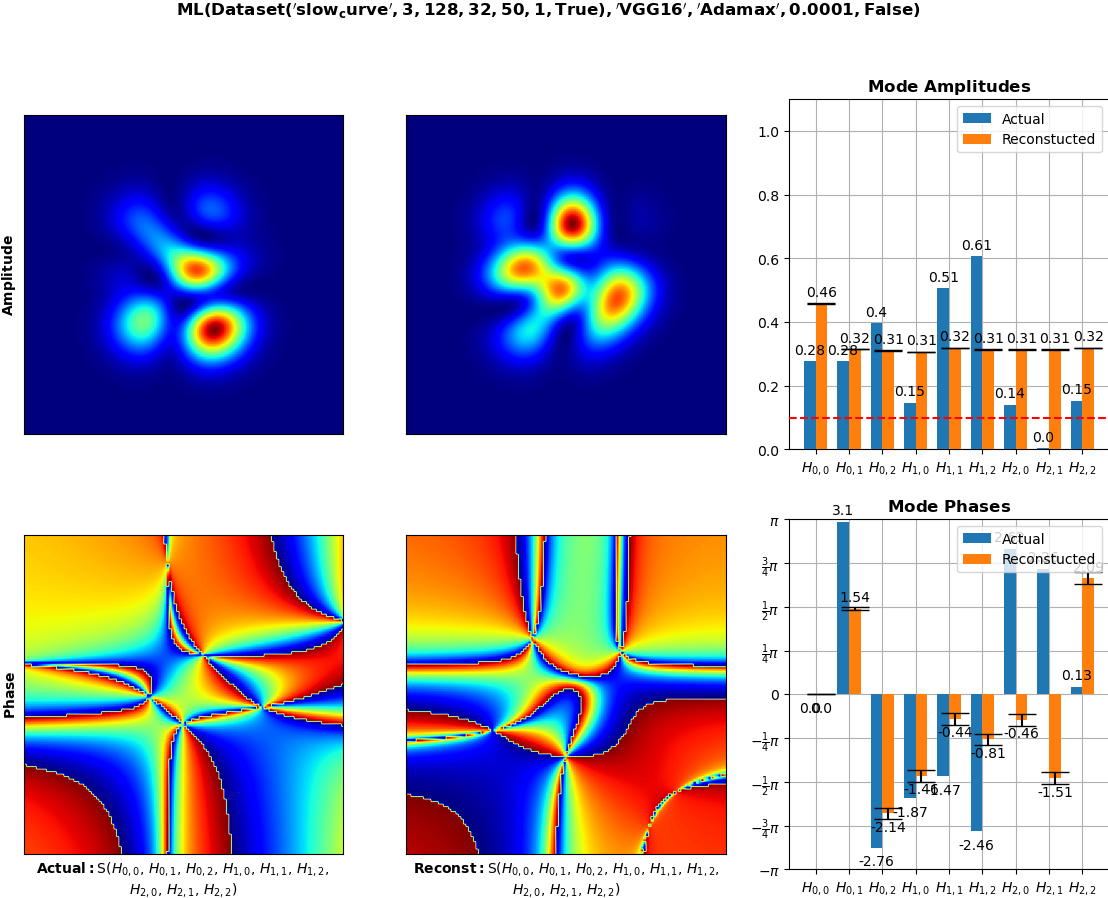 ML(Dataset('slow_curve', 3, 128, 32, 50, 1, True), 'VGG16', 'Adamax', 0.0001, False)
Mode Amplitudes
Amplitude
Actual
Reconstucted
1.0
0.8
0.6
0.4
0.2
0.0
0.28 0.46 0.28 0.32 0.4 0.31 0.15 0.31 0.51 0.32 0.61 0.31 0.14 0.31 0.0 0.31 0.15 0.32
H0,0 H0,1 H0,2 H1,0 H1,1 H1,2 H2,0 H2,1 H2,2
Mode Phases
Phase
Actual
Reconstucted
π
3/4π
1/2π
1/4π
0
−1/4π
−1/2π
−3/4π
−π
0.0 0.0 3.1 1.54 -2.76 -2.14 -1.87 -1.46 -1.47 -0.44 -2.46 -0.81 -0.46 -1.51 0.13
H0,0 H0,1 H0,2 H1,0 H1,1 H1,2 H2,0 H2,1 H2,2
Actual: S(H0,0, H0,1, H0,2, H1,0, H1,1, H1,2,
H2,0, H2,1, H2,2)
Reconst: S(H0,0, H0,1, H0,2, H1,0, H1,1, H1,2,
H2,0, H2,1, H2,2)